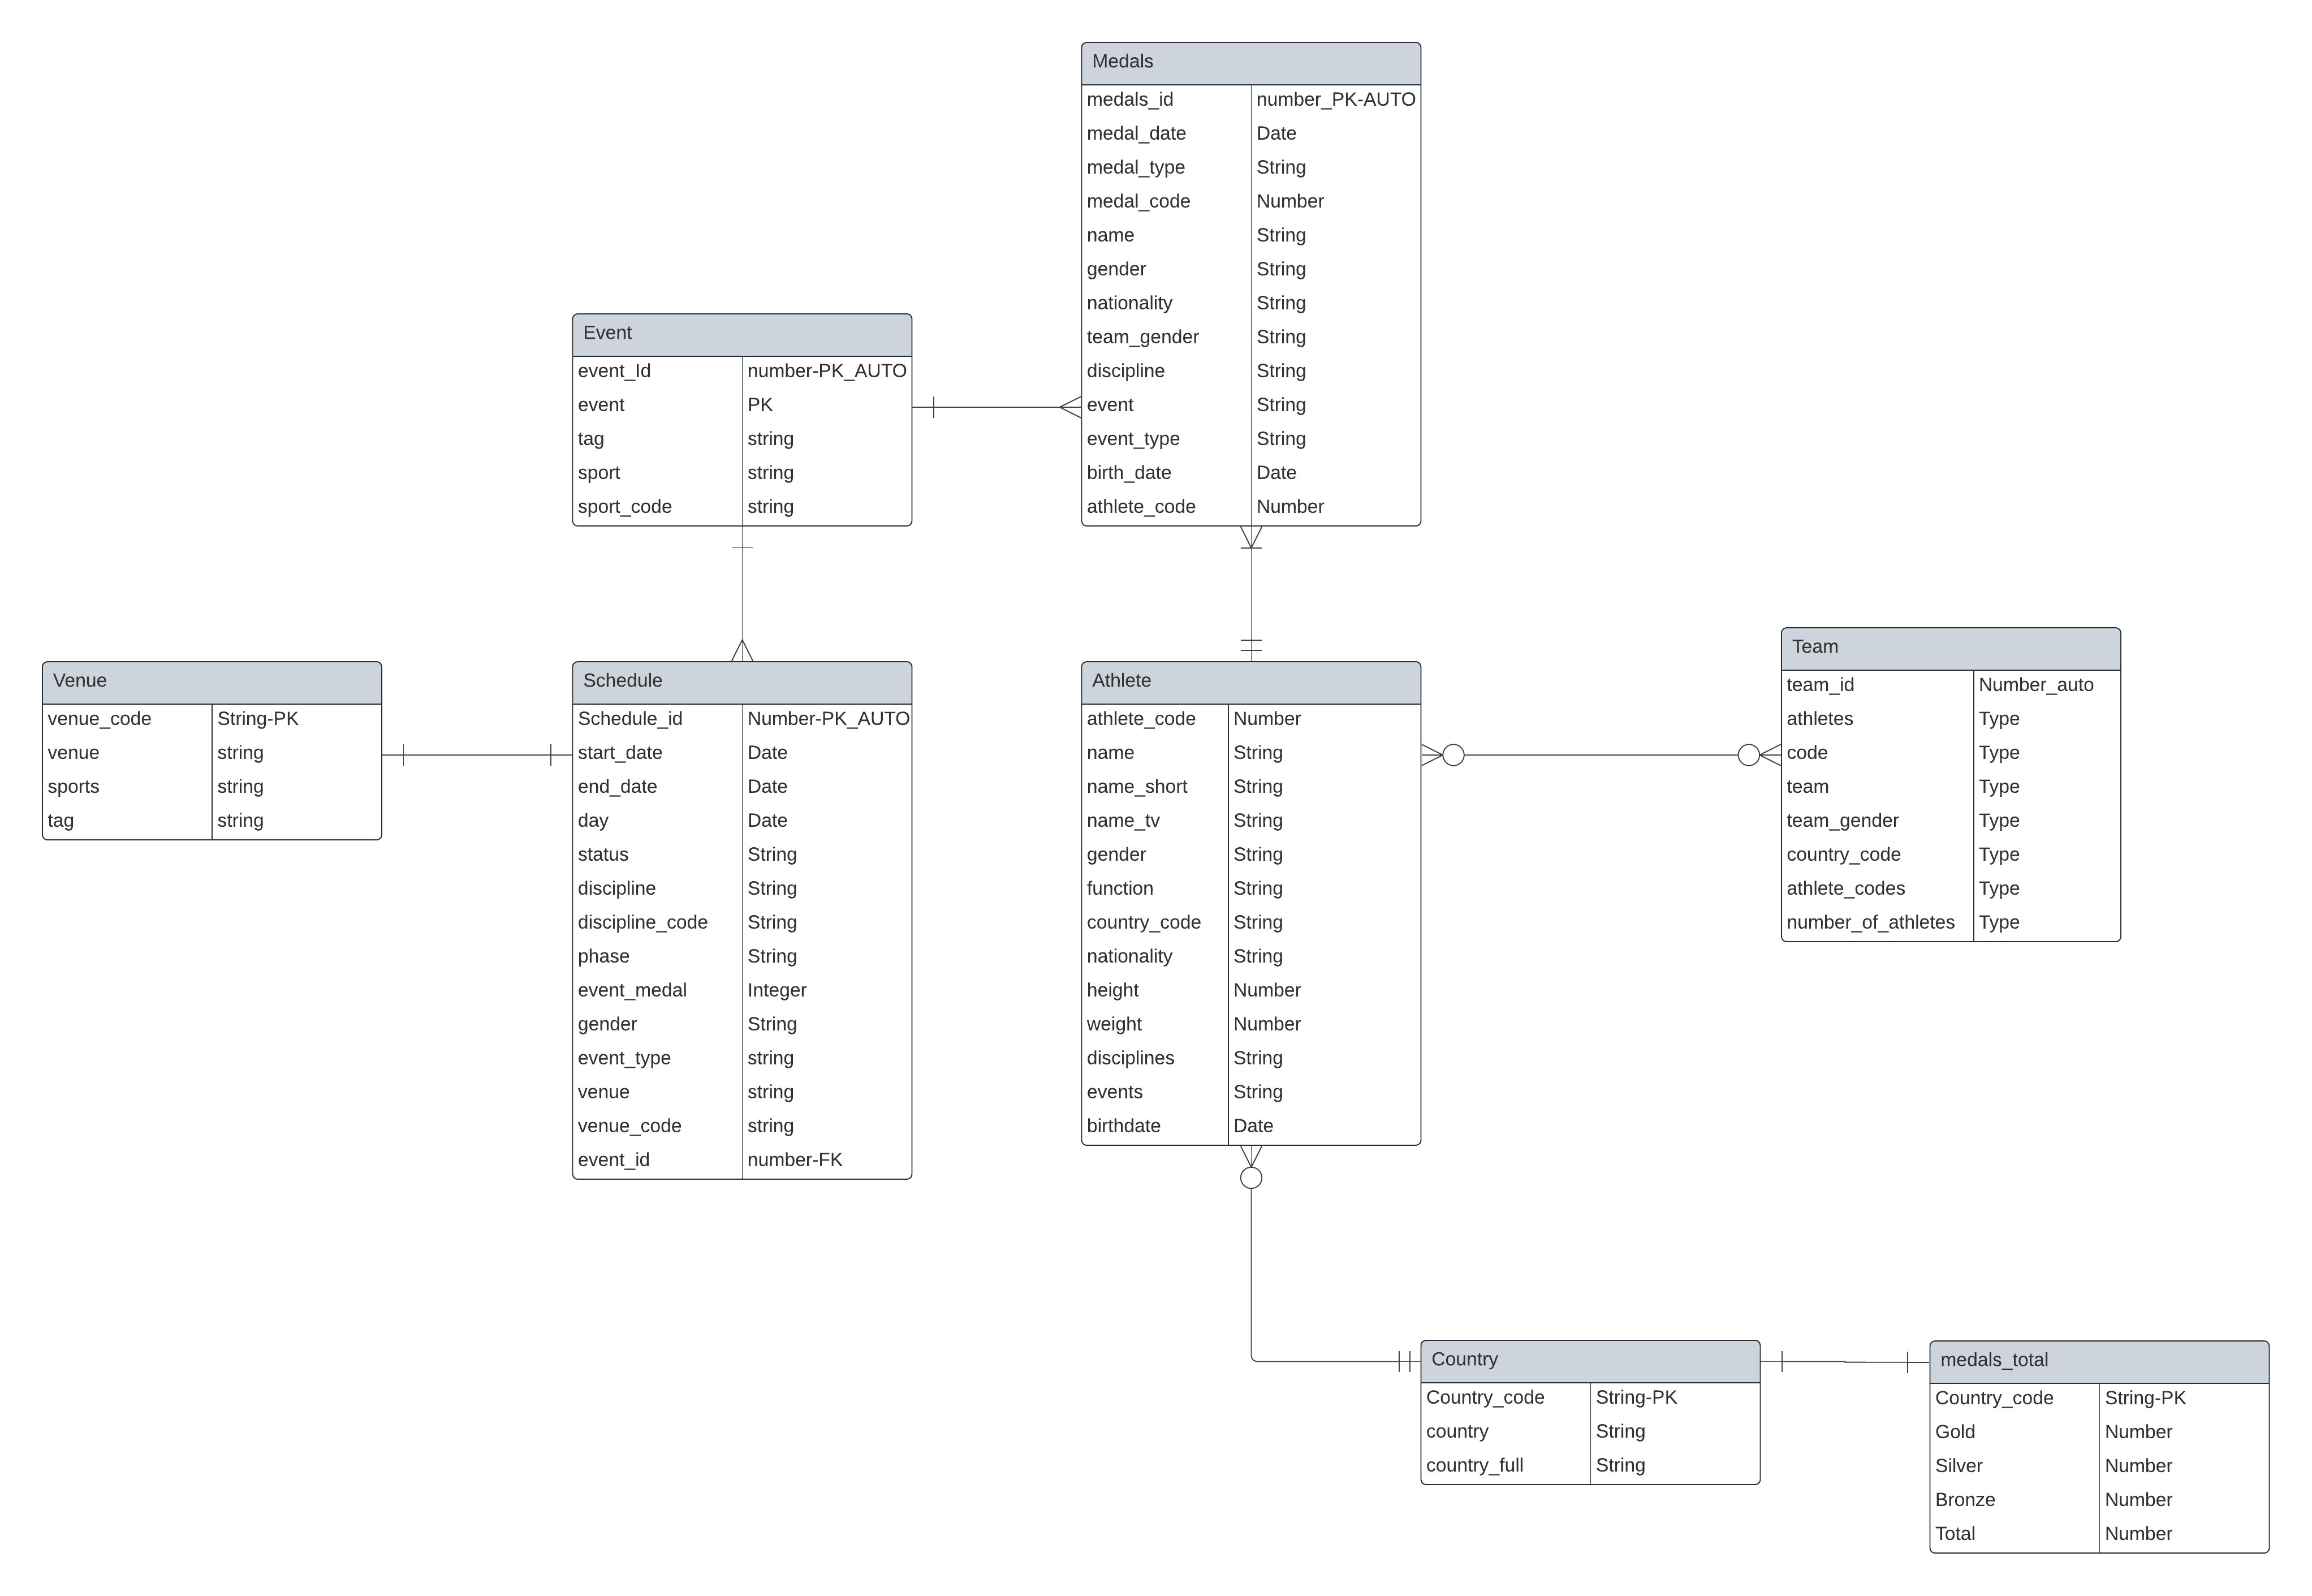 Medals
medals_id number_PK-AUTO
medal_date Date
medal_type String
medal_code Number
name String
gender String
nationality String
team_gender String
discipline String
event String
event_type String
birth_date Date
athlete_code Number
Event
event_Id number-PK_AUTO
event PK
tag string
sport string
sport_code string
Venue
venue_code String-PK
venue string
sports string
tag string
Schedule
Schedule_id Number-PK_AUTO
start_date Date
end_date Date
day Date
status String
discipline String
discipline_code String
phase String
event_medal Integer
gender String
event_type string
venue string
venue_code string
event_id number-FK
Athlete
athlete_code Number
name String
name_short String
name_tv String
gender String
function String
country_code String
nationality String
height Number
weight Number
disciplines String
events String
birthdate Date
Team
team_id Number_auto
athletes Type
code Type
team Type
team_gender Type
country_code Type
athlete_codes Type
number_of_athletes Type
Country
Country_code String-PK
country String
country_full String
medals_total
Country_code String-PK
Gold Number
Silver Number
Bronze Number
Total Number